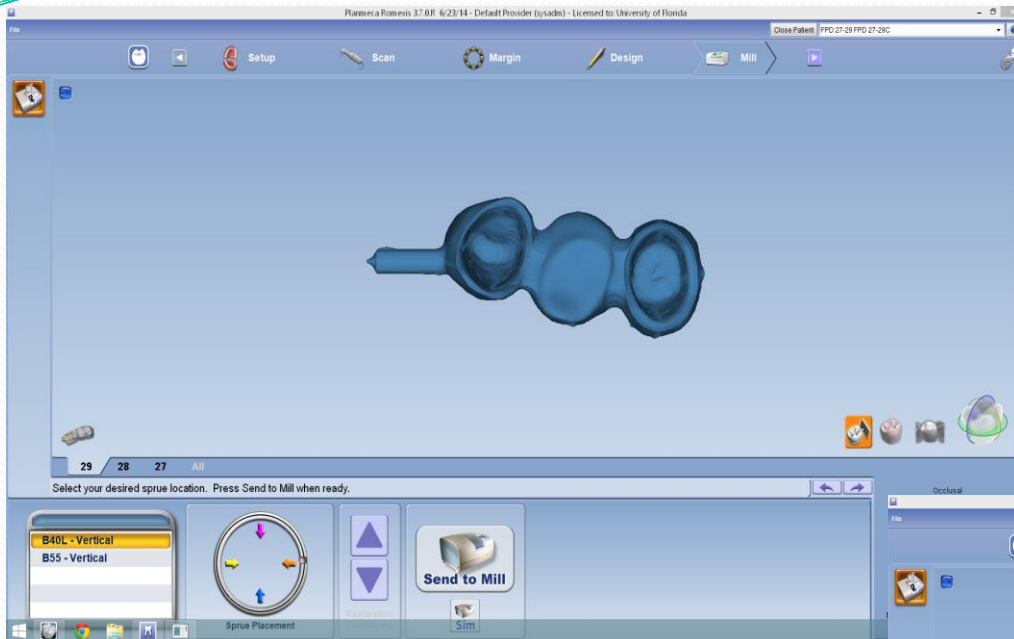 Planmeca Romexis 3.7.0.R 6/23/14 - Default Provider (sysadm) - Licensed to: University of Florida
File
Close Patient FPD 27-29 FPD 27-29C
Setup Scan Margin Design Mill
29 28 27 All
Select your desired sprue location. Press Send to Mill when ready.
Occlusal
File
B40L - Vertical
B55 - Vertical
Send to Mill
Sprue Placement
Sim